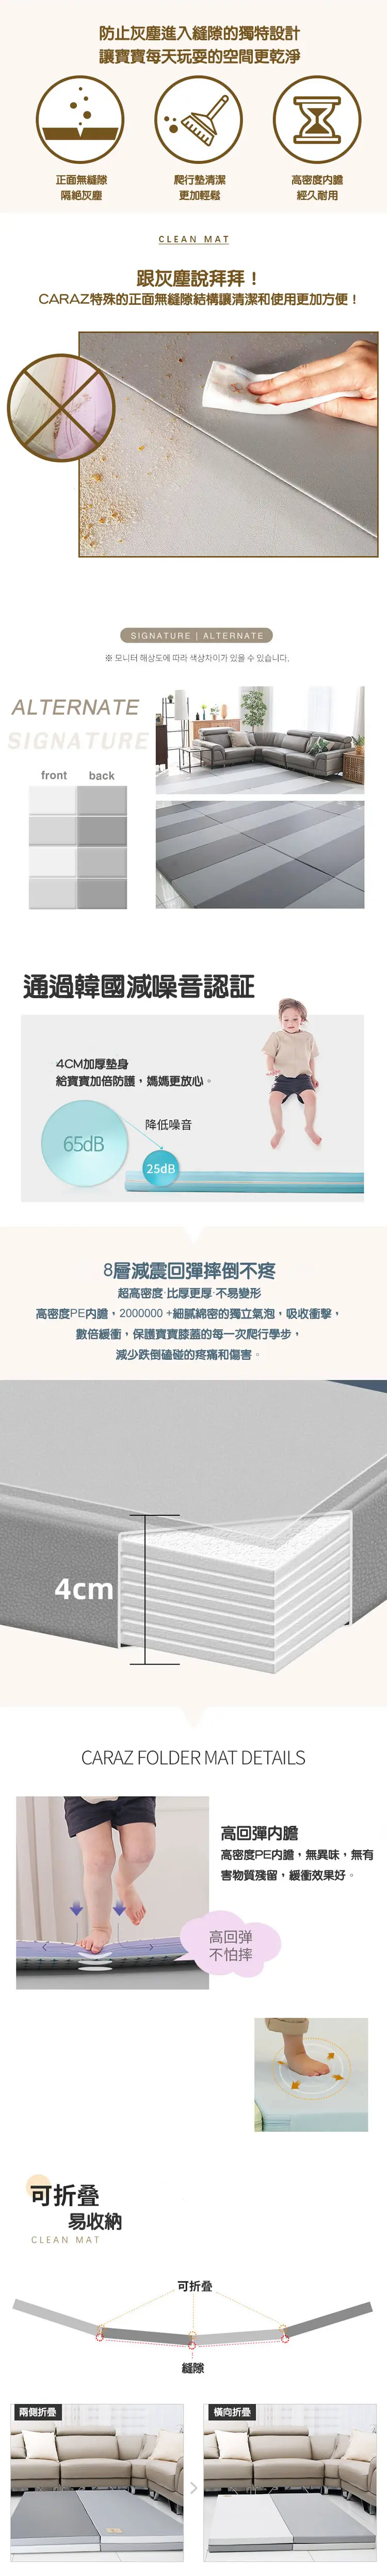 防止灰塵進入縫隙的獨特設計
讓寶寶每天玩耍的空間更乾淨
正面無縫隙
隔絕灰塵
爬行墊清潔
更加輕鬆
高密度內膽
經久耐用
CLEAN MAT
跟灰塵說拜拜！
CARAZ特殊的正面無縫隙結構讓清潔和使用更加方便！
SIGNATURE | ALTERNATE
※ 모니터 해상도에 따라 색상차이가 있을 수 있습니다.
ALTERNATE
SIGNATURE
front back
通過韓國減噪音認証
4CM加厚墊身
給寶寶加倍防護，媽媽更放心。
降低噪音
65dB
25dB
8層減震回彈摔倒不疼
超高密度·比厚更厚·不易變形
高密度PE內膽，2000000 +細膩綿密的獨立氣泡，吸收衝擊，
數倍緩衝，保護寶寶膝蓋的每一次爬行學步，
減少跌倒磕碰的疼痛和傷害。
4cm
CARAZ FOLDER MAT DETAILS
高回彈內膽
高密度PE內膽，無異味，無有
害物質殘留，緩衝效果好。
高回弹
不怕摔
可折疊
易收納
CLEAN MAT
可折疊
縫隙
兩側折疊
橫向折疊